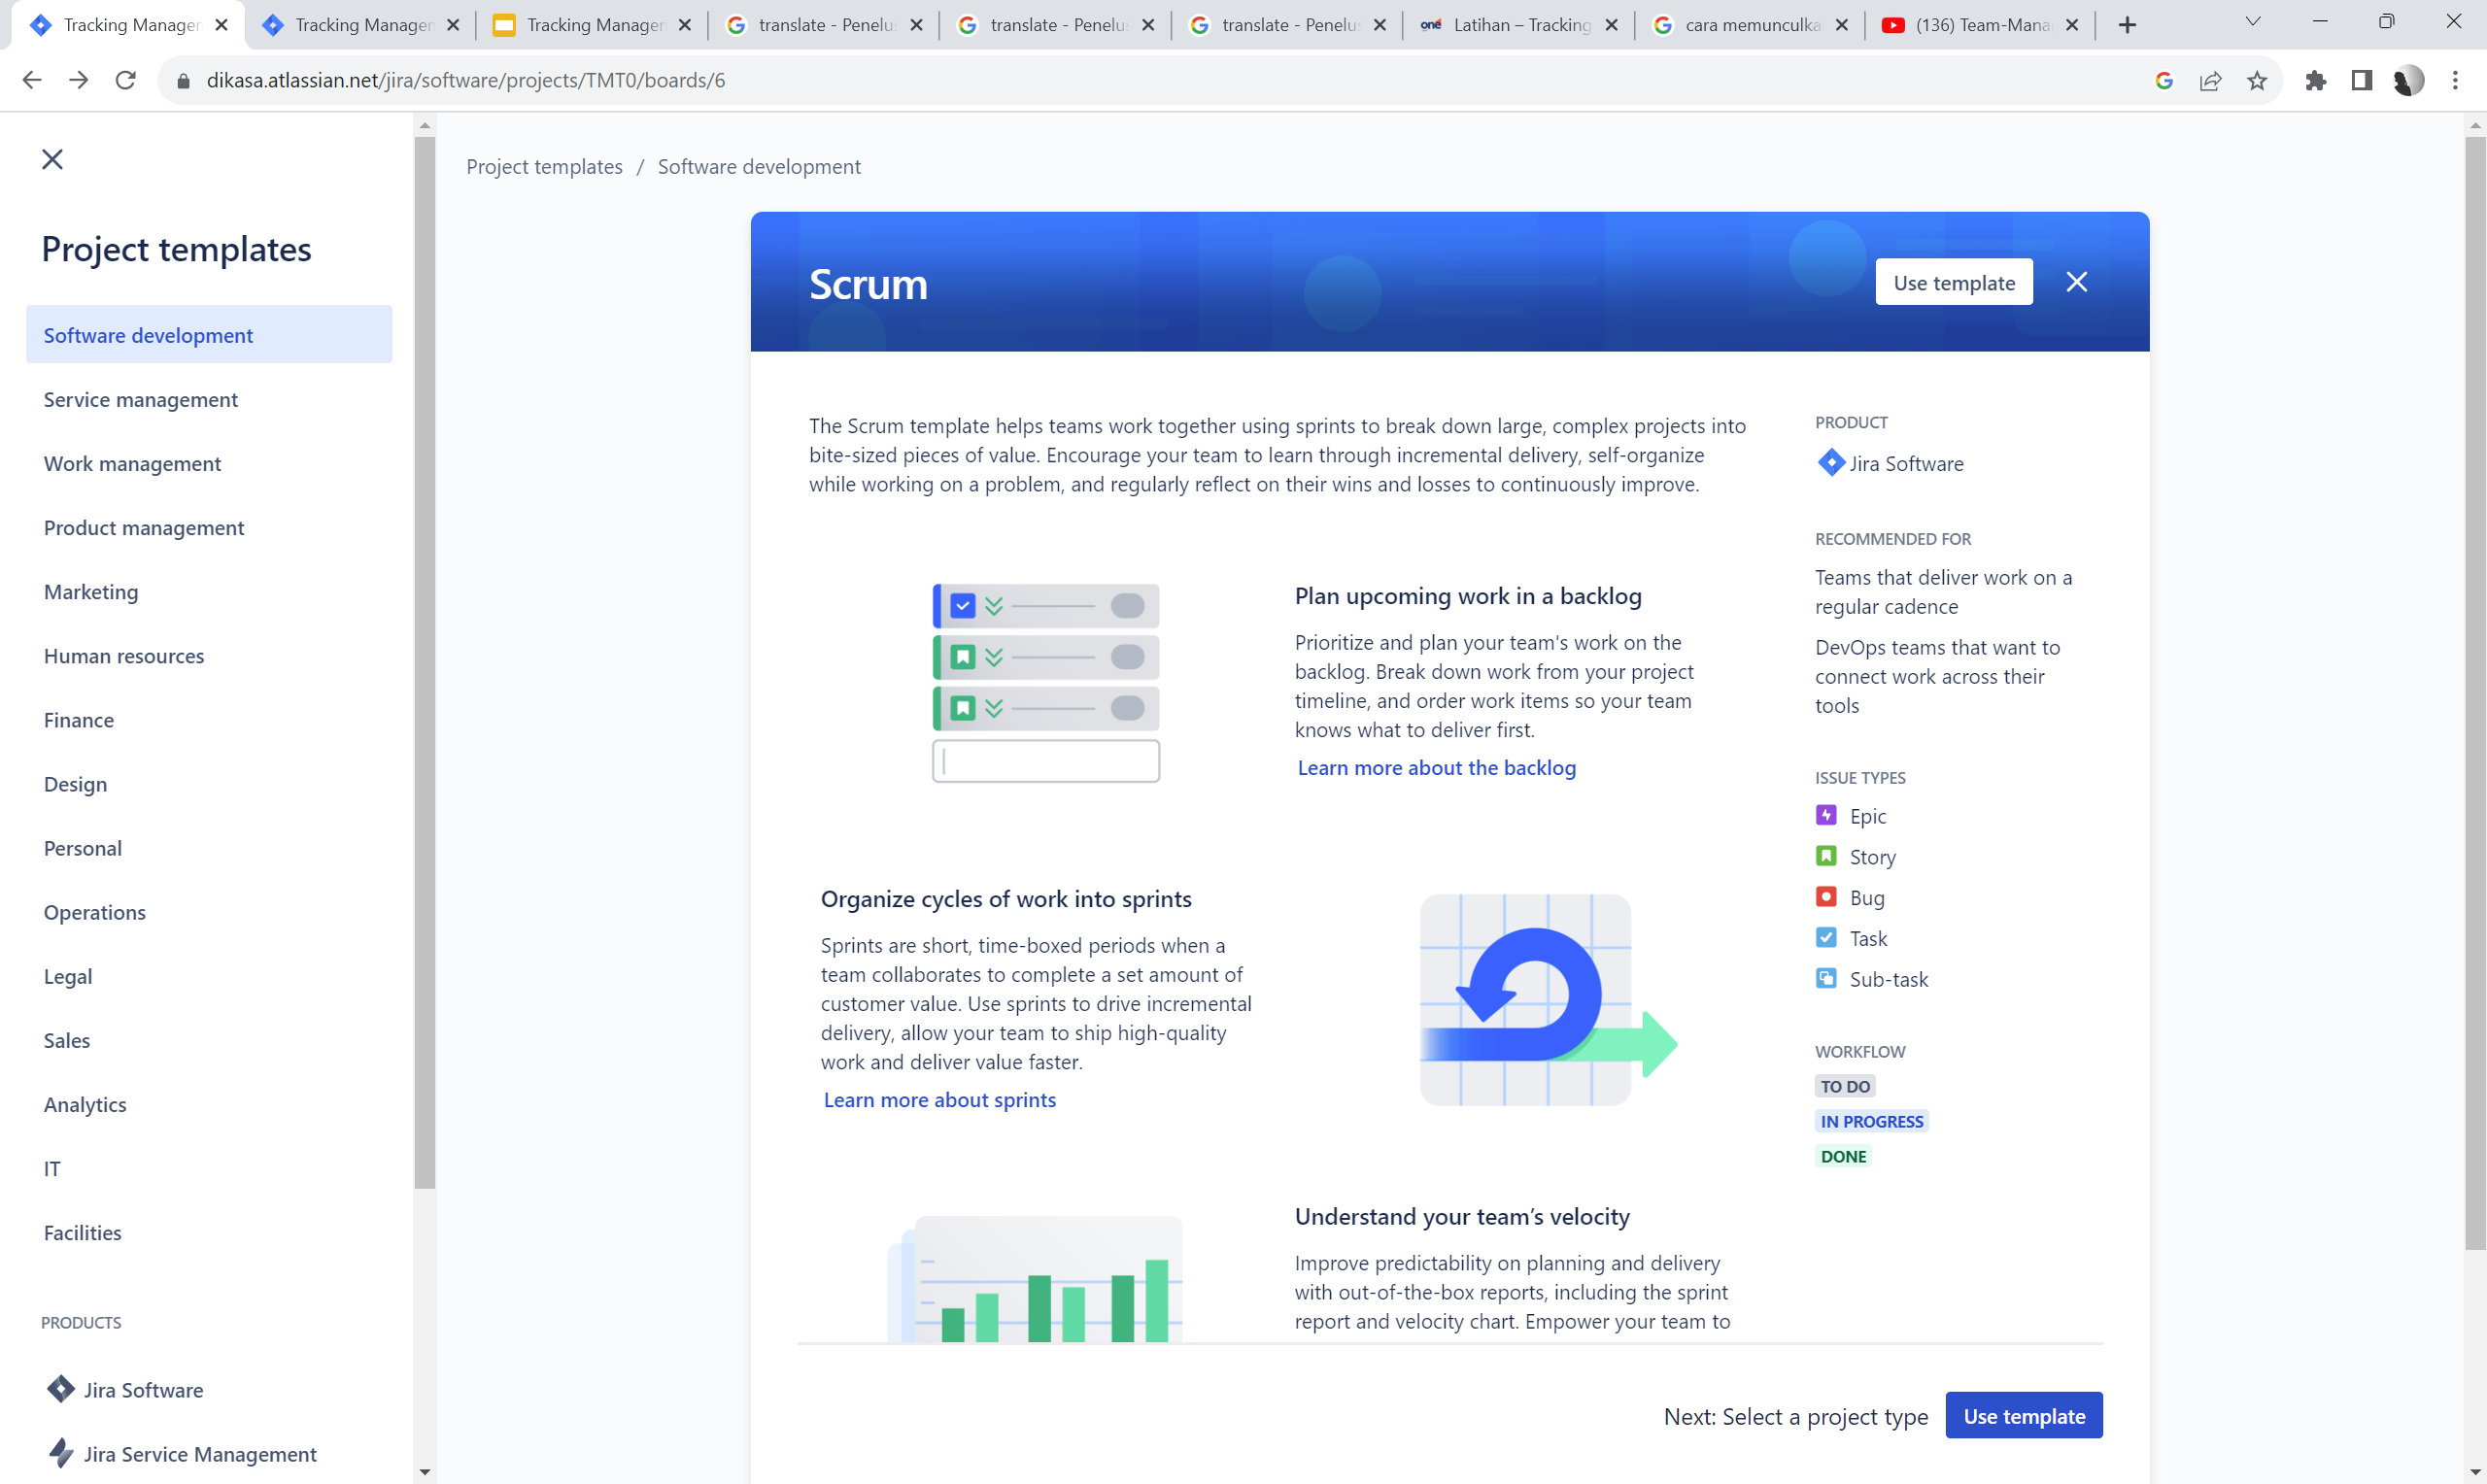 Tracking Manager
Tracking Manager
Tracking Manager
translate - Penelus
translate - Penelus
translate - Penelus
one
Latihan – Tracking
cara memunculka
(136) Team-Mana
dikasa.atlassian.net/jira/software/projects/TMT0/boards/6
Project templates
Software development
Service management
Work management
Product management
Marketing
Human resources
Finance
Design
Personal
Operations
Legal
Sales
Analytics
IT
Facilities
PRODUCTS
Jira Software
Jira Service Management
Project templates / Software development
Scrum
Use template
The Scrum template helps teams work together using sprints to break down large, complex projects into
bite-sized pieces of value. Encourage your team to learn through incremental delivery, self-organize
while working on a problem, and regularly reflect on their wins and losses to continuously improve.
Plan upcoming work in a backlog
Prioritize and plan your team's work on the
backlog. Break down work from your project
timeline, and order work items so your team
knows what to deliver first.
Learn more about the backlog
Organize cycles of work into sprints
Sprints are short, time-boxed periods when a
team collaborates to complete a set amount of
customer value. Use sprints to drive incremental
delivery, allow your team to ship high-quality
work and deliver value faster.
Learn more about sprints
Understand your team’s velocity
Improve predictability on planning and delivery
with out-of-the-box reports, including the sprint
report and velocity chart. Empower your team to
PRODUCT
Jira Software
RECOMMENDED FOR
Teams that deliver work on a
regular cadence
DevOps teams that want to
connect work across their
tools
ISSUE TYPES
Epic
Story
Bug
Task
Sub-task
WORKFLOW
TO DO
IN PROGRESS
DONE
Next: Select a project type
Use template